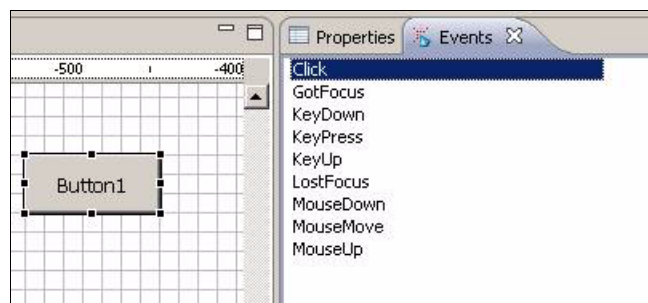 Properties Events
-500 -400
Click
GotFocus
KeyDown
KeyPress
KeyUp
LostFocus
MouseDown
MouseMove
MouseUp
Button1